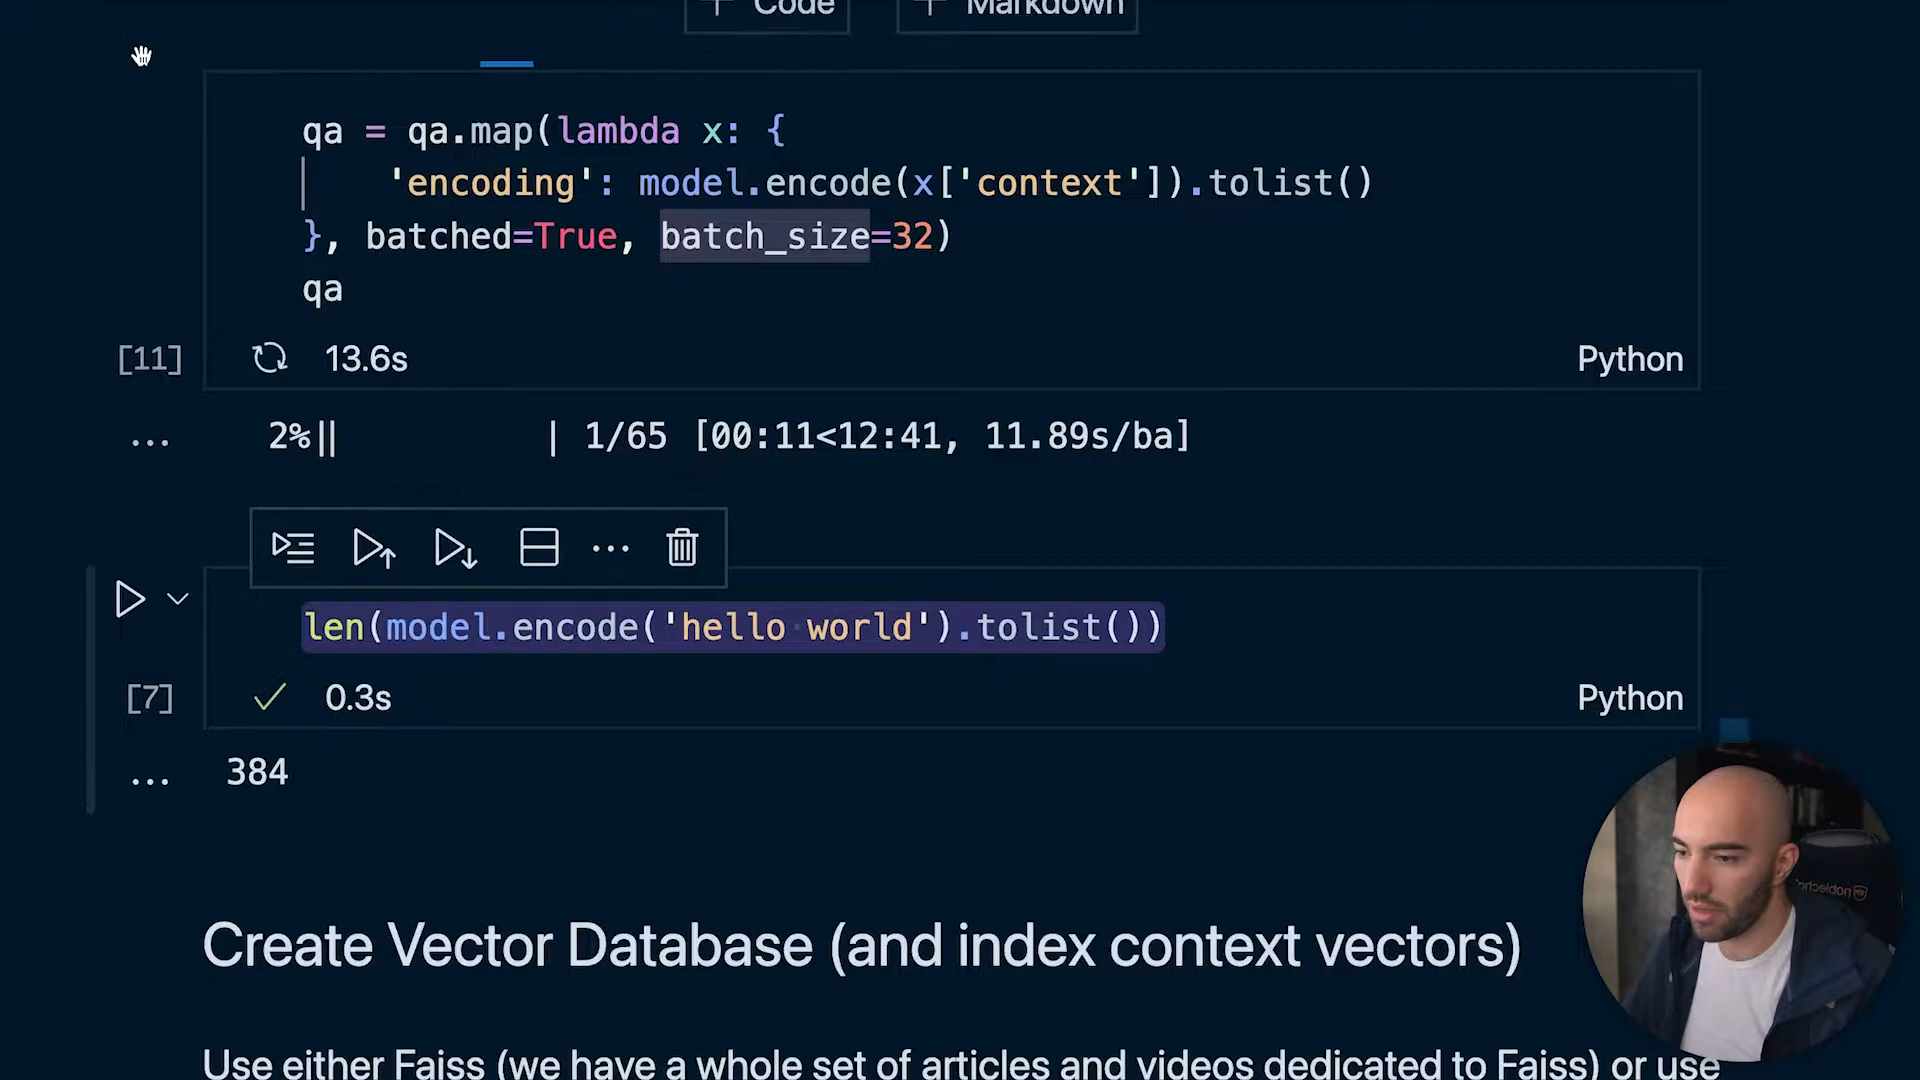 Code Markdown
qa = qa.map(lambda x: {
'encoding': model.encode(x['context']).tolist()
}, batched=True, batch_size=32)
qa
[11] 13.6s Python
... 2%|| | 1/65 [00:11<12:41, 11.89s/ba]
len(model.encode('hello world').tolist())
[7] 0.3s Python
... 384
noblechairs
Create Vector Database (and index context vectors)
Use either Faiss (we have a whole set of articles and videos dedicated to Faiss) or use